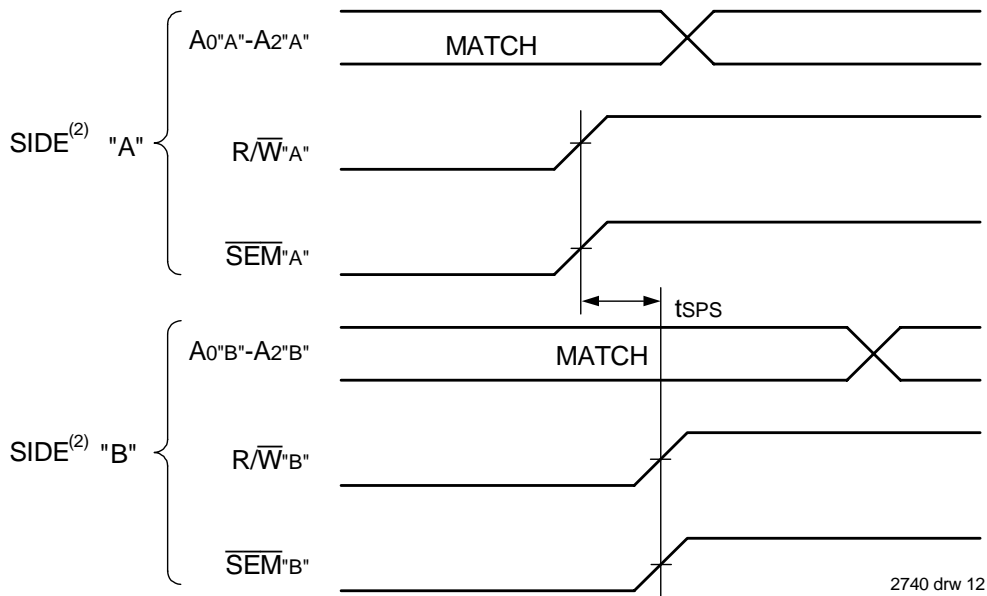 A0"A"-A2"A"
MATCH
SIDE(2) "A"
R/W"A"
SEM"A"
tSPS
A0"B"-A2"B"
MATCH
SIDE(2) "B"
R/W"B"
SEM"B"
2740 drw 12